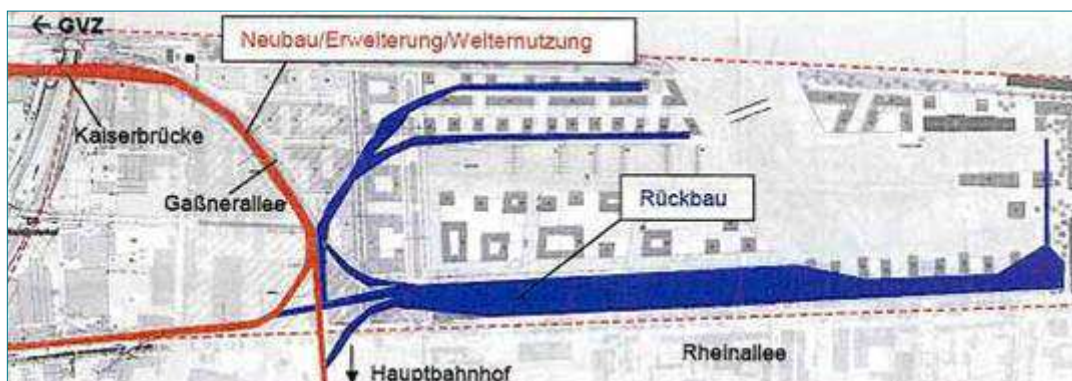 ← GVZ
Neubau/Erweiterung/Weiternutzung
Kaiserbrücke
Gaßnerallee
Rückbau
Rheinallee
↓ Hauptbahnhof